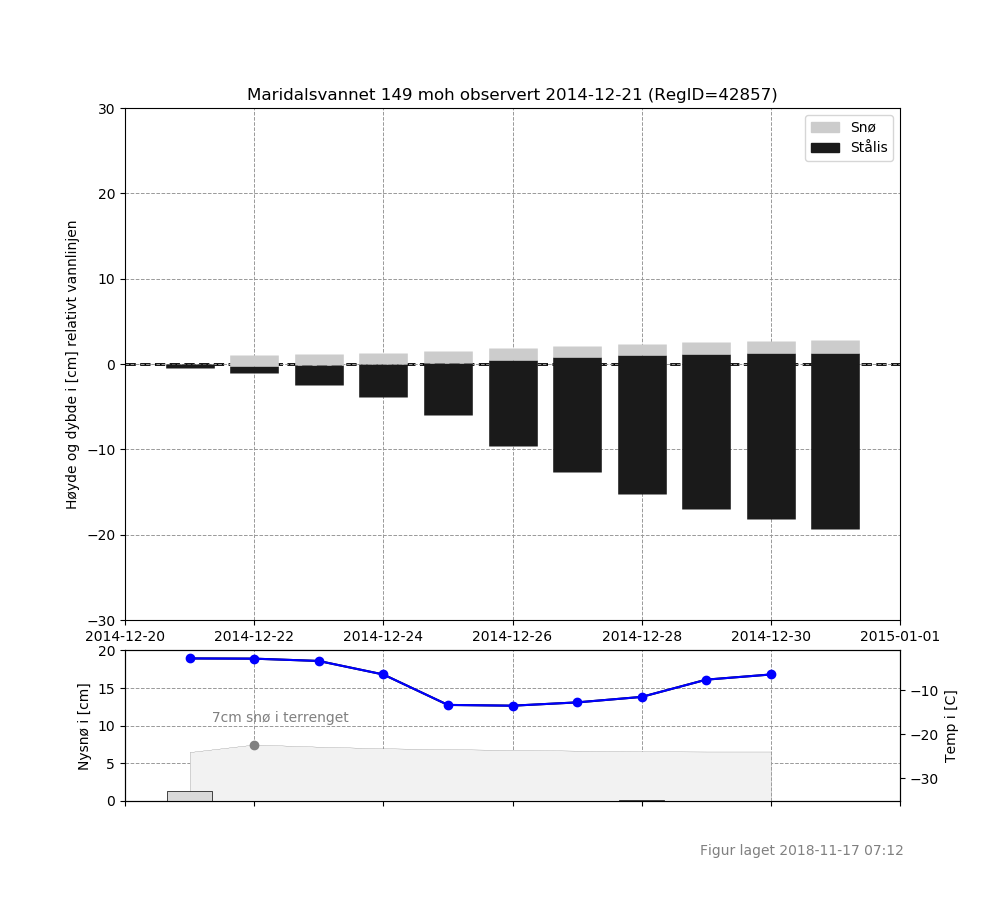 Maridalsvannet 149 moh observert 2014-12-21 (RegID=42857)
Snø
Stålis
30
20
10
0
−10
−20
−30
Høyde og dybde i [cm] relativt vannlinjen
2014-12-20 2014-12-22 2014-12-24 2014-12-26 2014-12-28 2014-12-30 2015-01-01
20
15
10
5
0
Nysnø i [cm]
7cm snø i terrenget
−10
−20
−30
Temp i [C]
Figur laget 2018-11-17 07:12